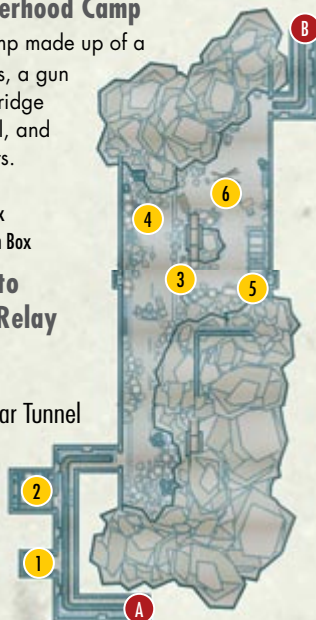 erhood Camp
mp made up of a
s, a gun
ridge
l, and
s.
x
n Box
to
Relay
ar Tunnel
B
6
4
3
5
2
1
A